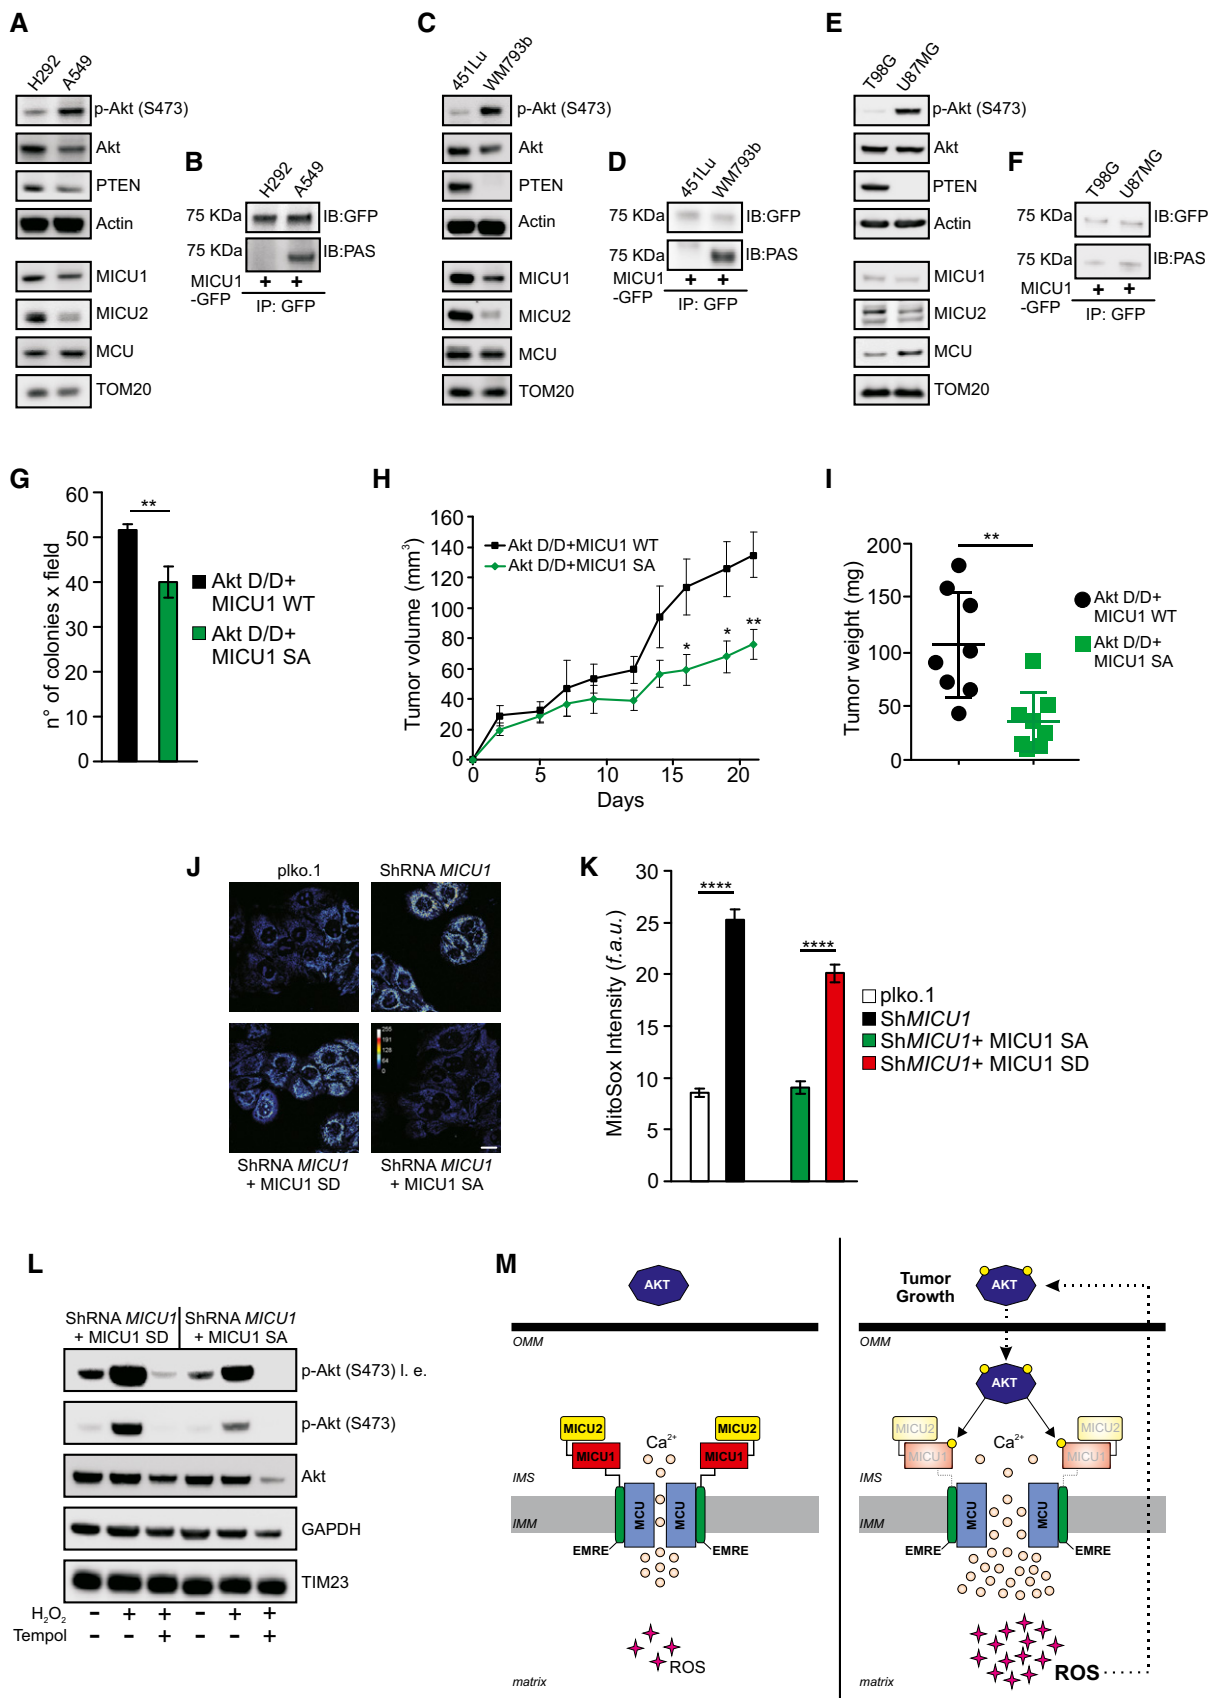 A
H292
A549
p-Akt (S473)
Akt
PTEN
Actin
MICU1
MICU2
MCU
TOM20
B
H292
A549
75 KDa
IB:GFP
75 KDa
IB:PAS
MICU1
-GFP
+ +
IP: GFP
C
451Lu
WM793b
p-Akt (S473)
Akt
PTEN
Actin
MICU1
MICU2
MCU
TOM20
D
451Lu
WM793b
75 KDa
IB:GFP
75 KDa
IB:PAS
MICU1
-GFP
+ +
IP: GFP
E
T98G
U87MG
p-Akt (S473)
Akt
PTEN
Actin
MICU1
MICU2
MCU
TOM20
F
T98G
U87MG
75 KDa
IB:GFP
75 KDa
IB:PAS
MICU1
-GFP
+ +
IP: GFP
G
n° of colonies x field
60
50
40
30
20
10
0
**
Akt D/D+
MICU1 WT
Akt D/D+
MICU1 SA
H
Tumor volume (mm³)
160
140
120
100
80
60
40
20
0
Akt D/D+MICU1 WT
Akt D/D+MICU1 SA
* * **
0 5 10 15 20
Days
I
Tumor weight (mg)
200
150
100
50
0
**
Akt D/D+
MICU1 WT
Akt D/D+
MICU1 SA
J
plko.1
ShRNA MICU1
255
191
128
64
0
ShRNA MICU1
+ MICU1 SD
ShRNA MICU1
+ MICU1 SA
K
MitoSox Intensity (f.a.u.)
30
25
20
15
10
5
0
****
****
plko.1
ShMICU1
ShMICU1+ MICU1 SA
ShMICU1+ MICU1 SD
L
ShRNA MICU1
+ MICU1 SD
ShRNA MICU1
+ MICU1 SA
p-Akt (S473) l. e.
p-Akt (S473)
Akt
GAPDH
TIM23
H₂O₂ - + + - + +
Tempol - - + - - +
M
AKT
OMM
MICU2
MICU1
Ca²⁺
MICU2
MICU1
IMS
IMM
MCU
MCU
EMRE
EMRE
ROS
matrix
Tumor
Growth
AKT
OMM
AKT
MICU2
MICU1
Ca²⁺
MICU2
MICU1
IMS
IMM
MCU
MCU
EMRE
EMRE
ROS
matrix